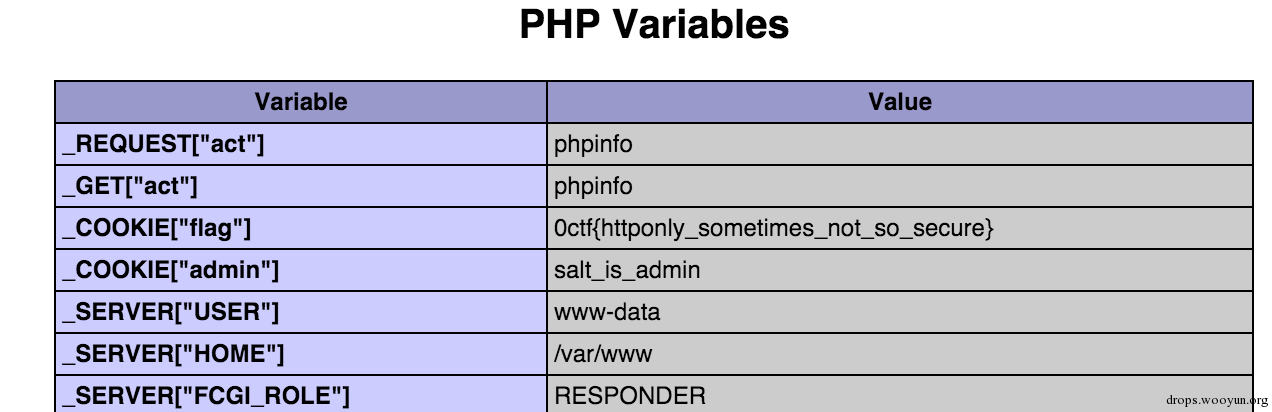 PHP Variables
Variable Value
_REQUEST["act"] phpinfo
_GET["act"] phpinfo
_COOKIE["flag"] 0ctf{httponly_sometimes_not_so_secure}
_COOKIE["admin"] salt_is_admin
_SERVER["USER"] www-data
_SERVER["HOME"] /var/www
_SERVER["FCGI_ROLE"] RESPONDER
drops.wooyun.org